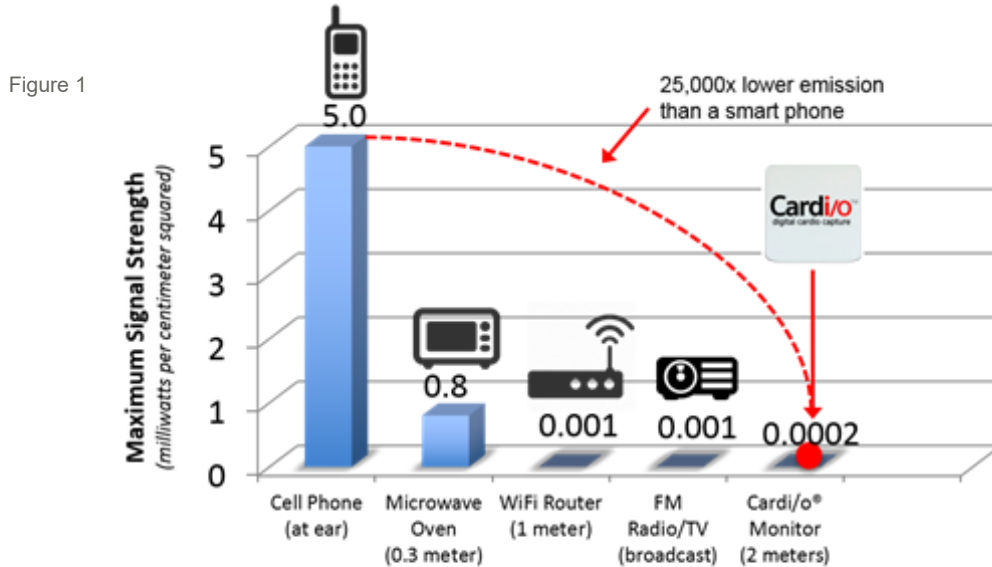 Figure 1
25,000x lower emission
than a smart phone
Cardi/o™
digital cardio capture
Maximum Signal Strength
(milliwatts per centimeter squared)
5
4
3
2
1
0
5.0
0.8
0.001
0.001
0.0002
Cell Phone
(at ear)
Microwave
Oven
(0.3 meter)
WiFi Router
(1 meter)
FM
Radio/TV
(broadcast)
Cardi/o®
Monitor
(2 meters)